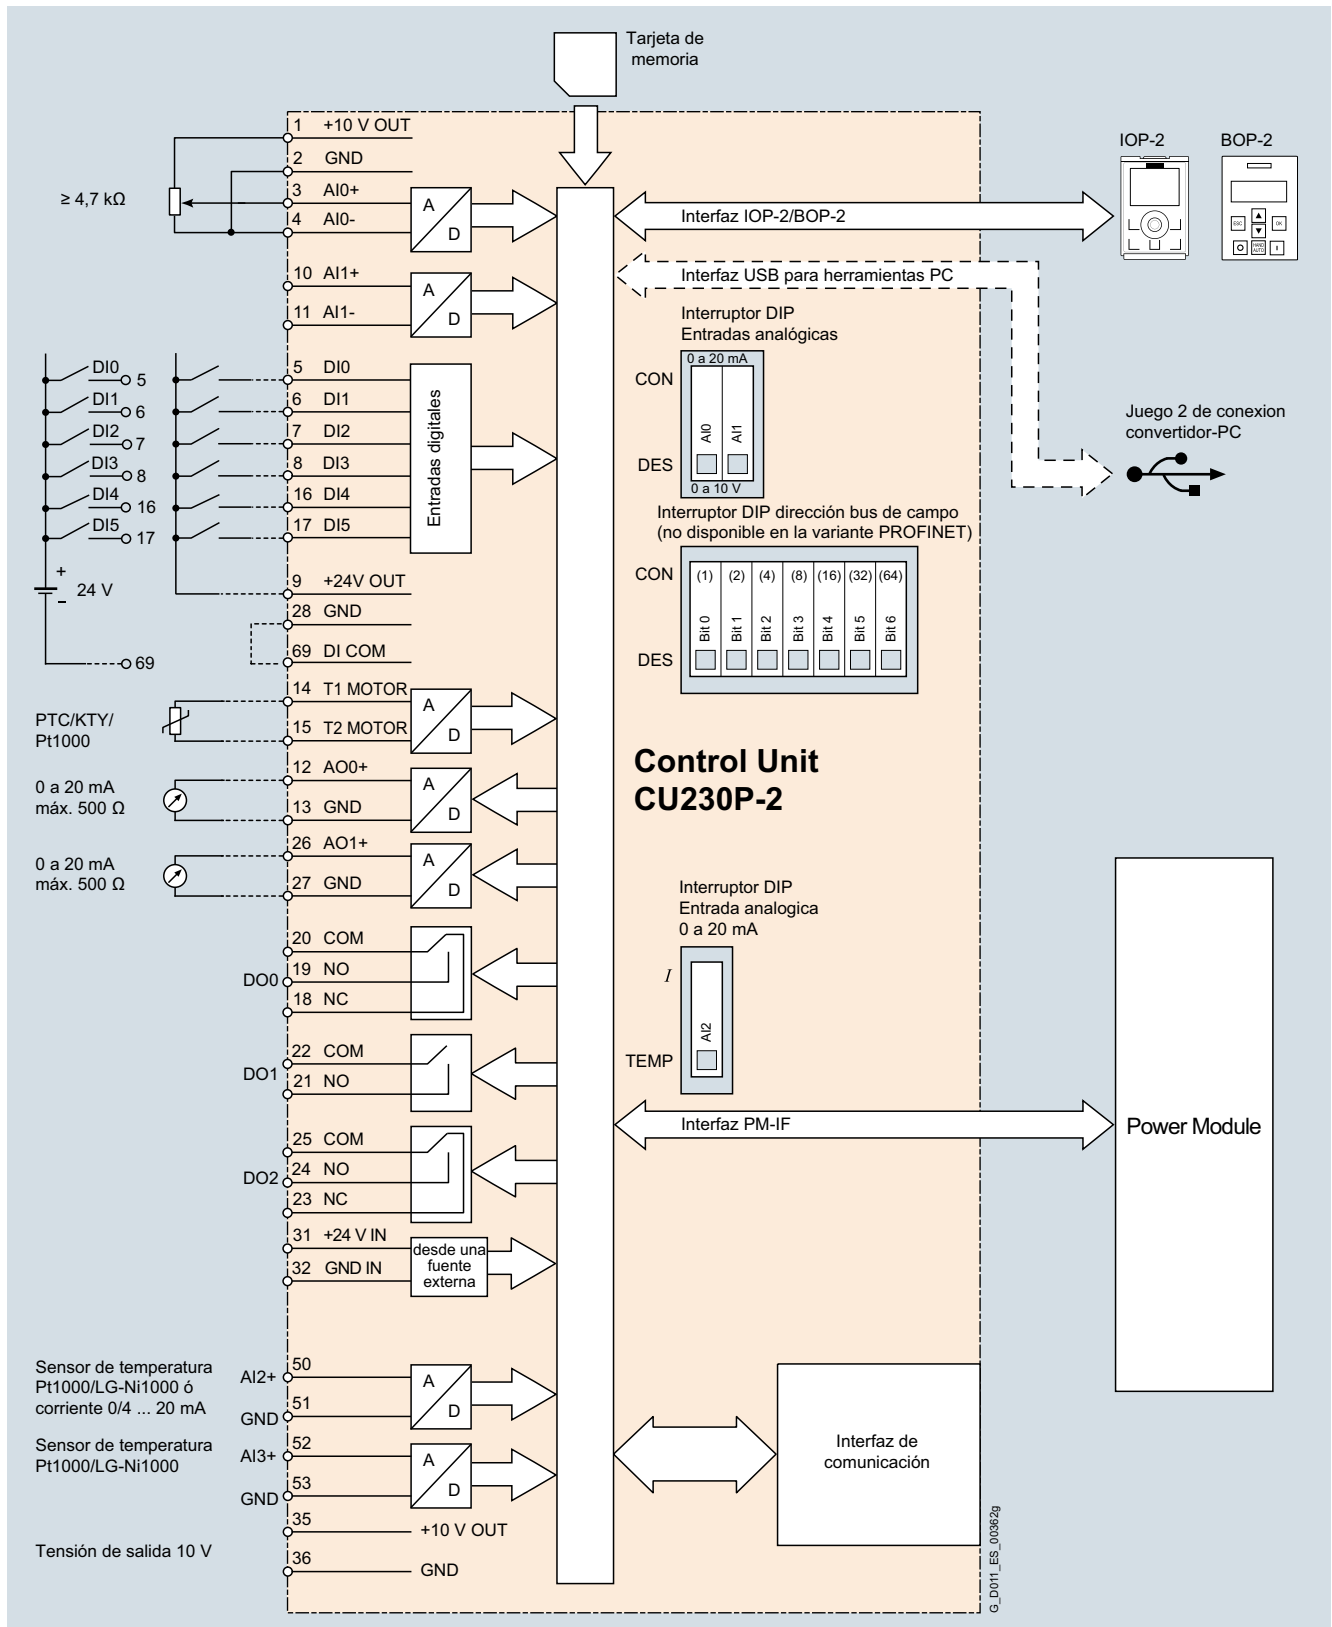 Tarjeta de
memoria
1 +10 V OUT
2 GND
3 AI0+
4 AI0-
≥ 4,7 kΩ
A
D
10 AI1+
11 AI1-
A
D
IOP-2
BOP-2
ESC
OK
HAND
AUTO
Interfaz IOP-2/BOP-2
Interfaz USB para herramientas PC
Interruptor DIP
Entradas analógicas
0 a 20 mA
CON
AI0
AI1
DES
0 a 10 V
Juego 2 de conexion
convertidor-PC
DI0 5
DI1 6
DI2 7
DI3 8
DI4 16
DI5 17
+
24 V
–
69
5 DI0
6 DI1
7 DI2
8 DI3
16 DI4
17 DI5
Entradas digitales
9 +24V OUT
28 GND
69 DI COM
Interruptor DIP dirección bus de campo
(no disponible en la variante PROFINET)
CON
(1) (2) (4) (8) (16) (32) (64)
Bit 0 Bit 1 Bit 2 Bit 3 Bit 4 Bit 5 Bit 6
DES
14 T1 MOTOR
15 T2 MOTOR
A
D
PTC/KTY/
Pt1000
Control Unit
CU230P-2
12 AO0+
13 GND
A
D
0 a 20 mA
máx. 500 Ω
26 AO1+
27 GND
A
D
0 a 20 mA
máx. 500 Ω
Interruptor DIP
Entrada analogica
0 a 20 mA
I
AI2
TEMP
20 COM
DO0 19 NO
18 NC
22 COM
DO1 21 NO
25 COM
DO2 24 NO
23 NC
Interfaz PM-IF
Power Module
31 +24 V IN
32 GND IN
desde una
fuente
externa
Sensor de temperatura
Pt1000/LG-Ni1000 ó
corriente 0/4 ... 20 mA
AI2+ 50
GND 51
A
D
Sensor de temperatura
Pt1000/LG-Ni1000
AI3+ 52
GND 53
A
D
Interfaz de
comunicación
35 +10 V OUT
Tensión de salida 10 V
36 GND
G_D011_ES_00362g